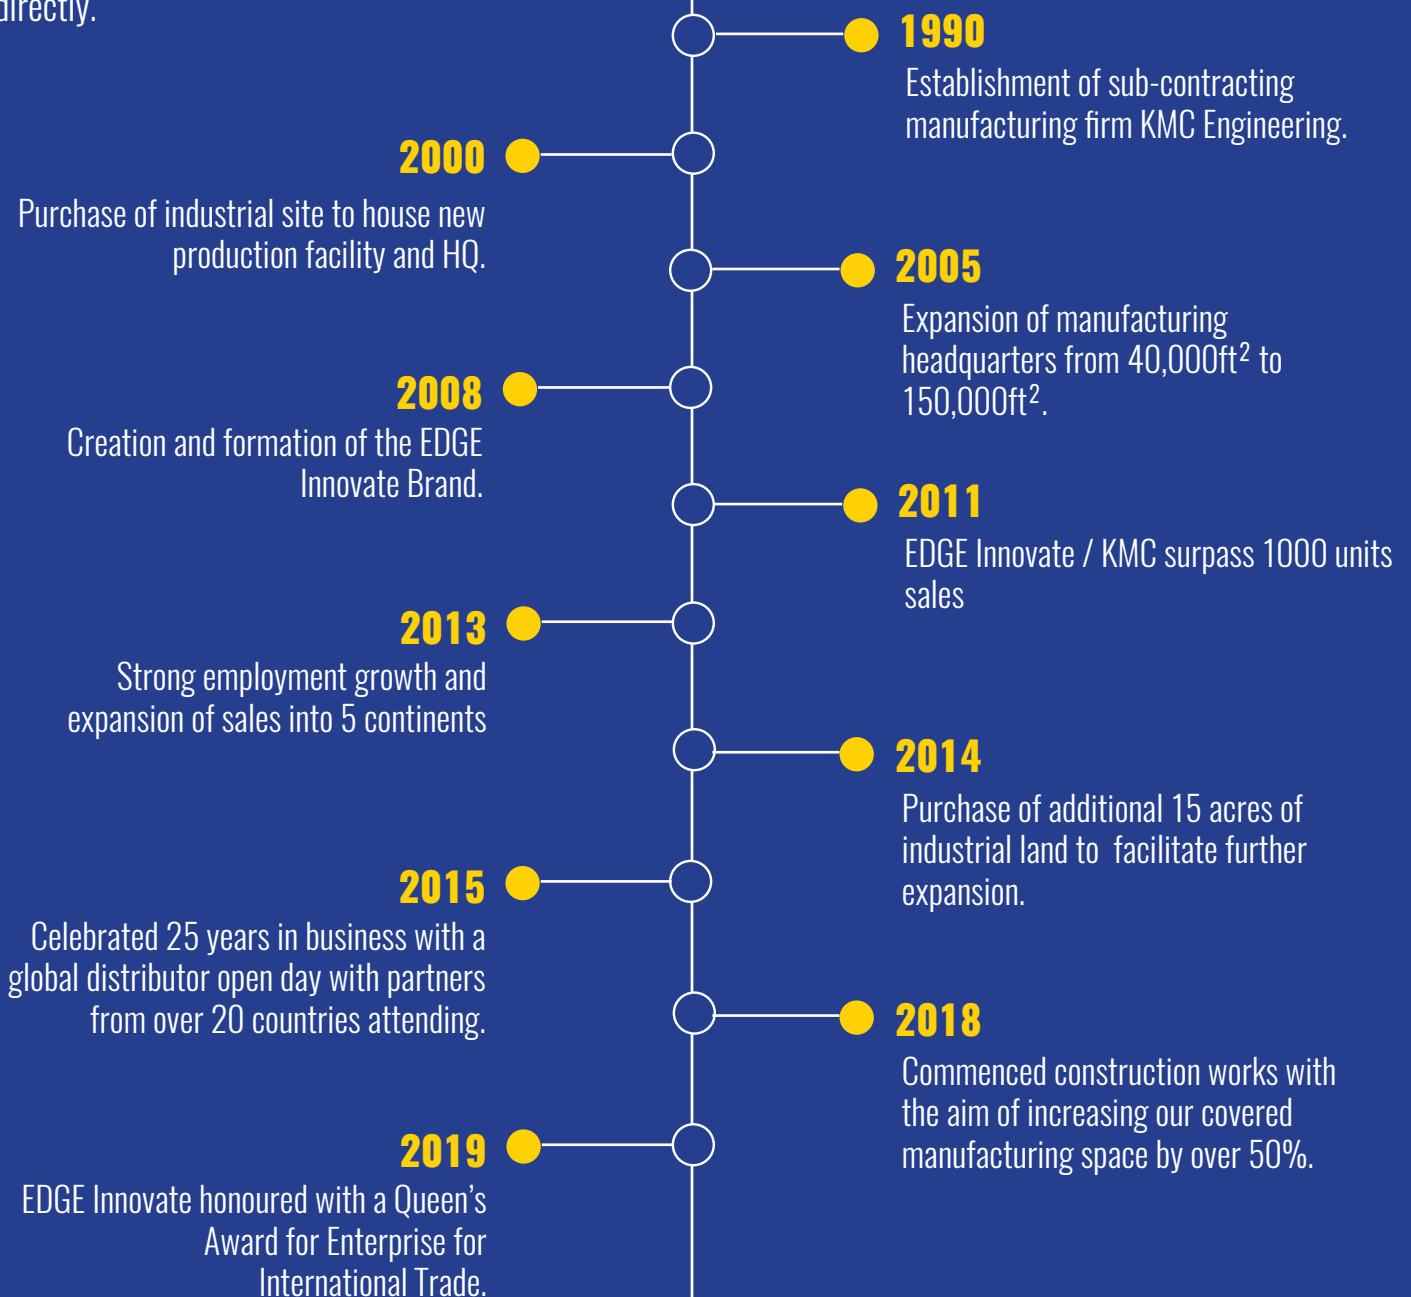 directly.
1990
Establishment of sub-contracting
manufacturing firm KMC Engineering.
2000
Purchase of industrial site to house new
production facility and HQ.
2005
Expansion of manufacturing
headquarters from 40,000ft² to
150,000ft².
2008
Creation and formation of the EDGE
Innovate Brand.
2011
EDGE Innovate / KMC surpass 1000 units
sales
2013
Strong employment growth and
expansion of sales into 5 continents
2014
Purchase of additional 15 acres of
industrial land to  facilitate further
expansion.
2015
Celebrated 25 years in business with a
global distributor open day with partners
from over 20 countries attending.
2018
Commenced construction works with
the aim of increasing our covered
manufacturing space by over 50%.
2019
EDGE Innovate honoured with a Queen’s
Award for Enterprise for
International Trade.